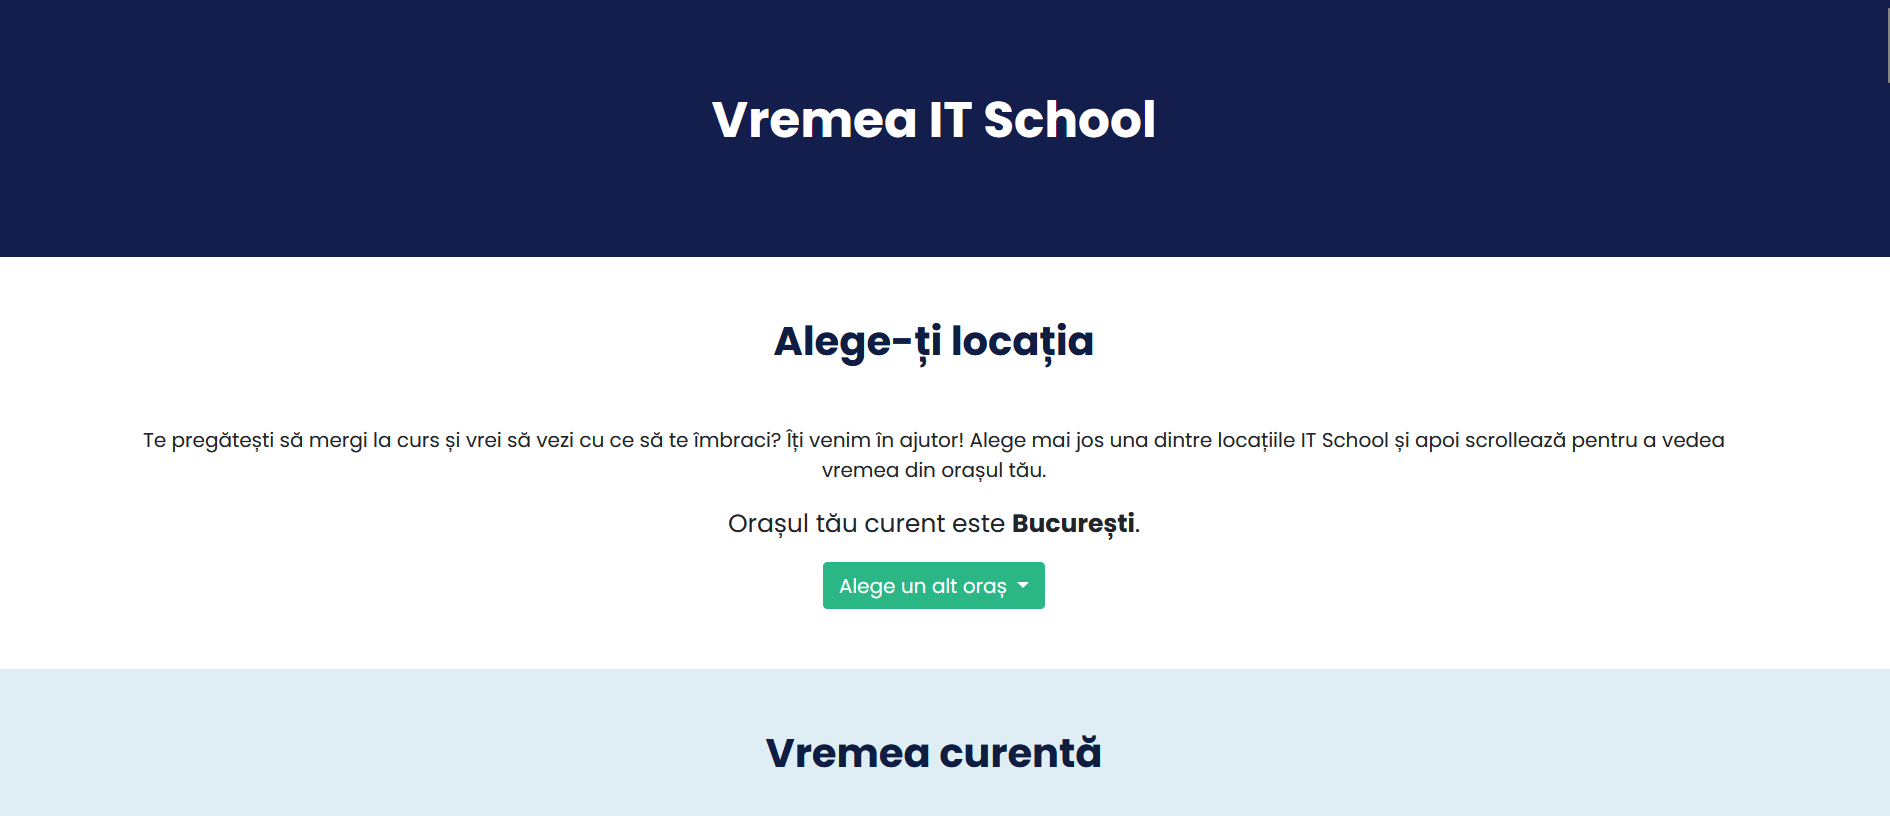 Vremea IT School
Alege-ți locația
Te pregătești să mergi la curs și vrei să vezi cu ce să te îmbraci? Îți venim în ajutor! Alege mai jos una dintre locațiile IT School și apoi scrollează pentru a vedea
vremea din orașul tău.
Orașul tău curent este București.
Alege un alt oraș
Vremea curentă